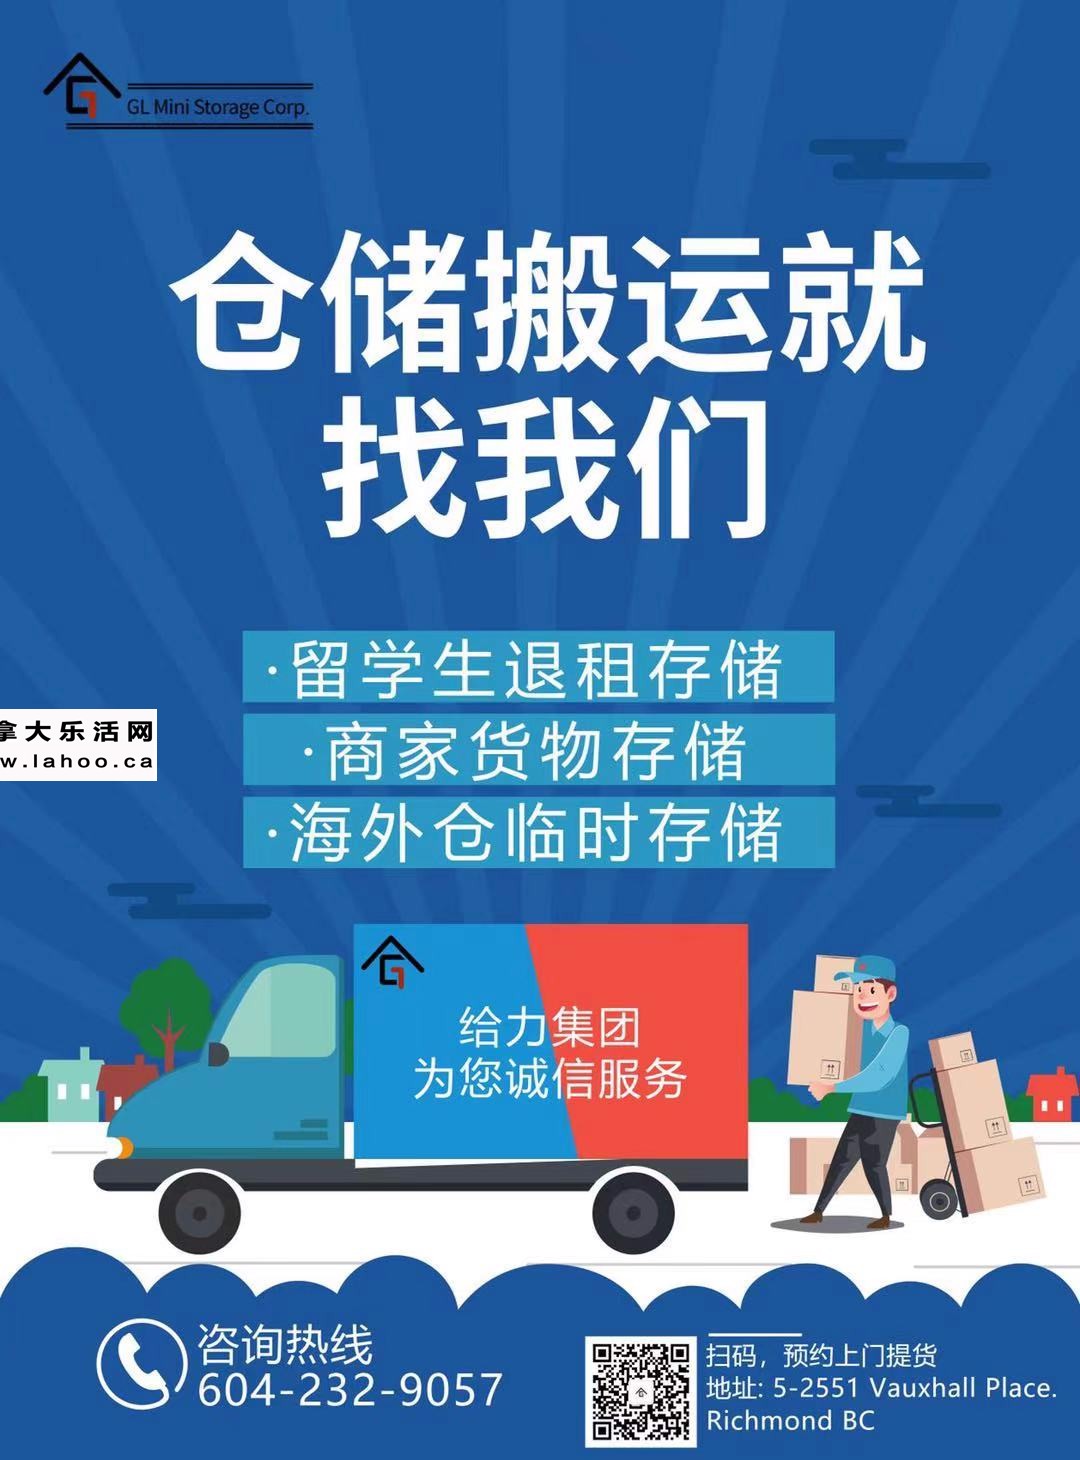 GL Mini Storage Corp.
仓储搬运就
找我们
·留学生退租存储
·商家货物存储
·海外仓临时存储
拿大乐活网
w.lahoo.ca
给力集团
为您诚信服务
咨询热线
604-232-9057
扫码，预约上门提货
地址: 5-2551 Vauxhall Place.
Richmond BC